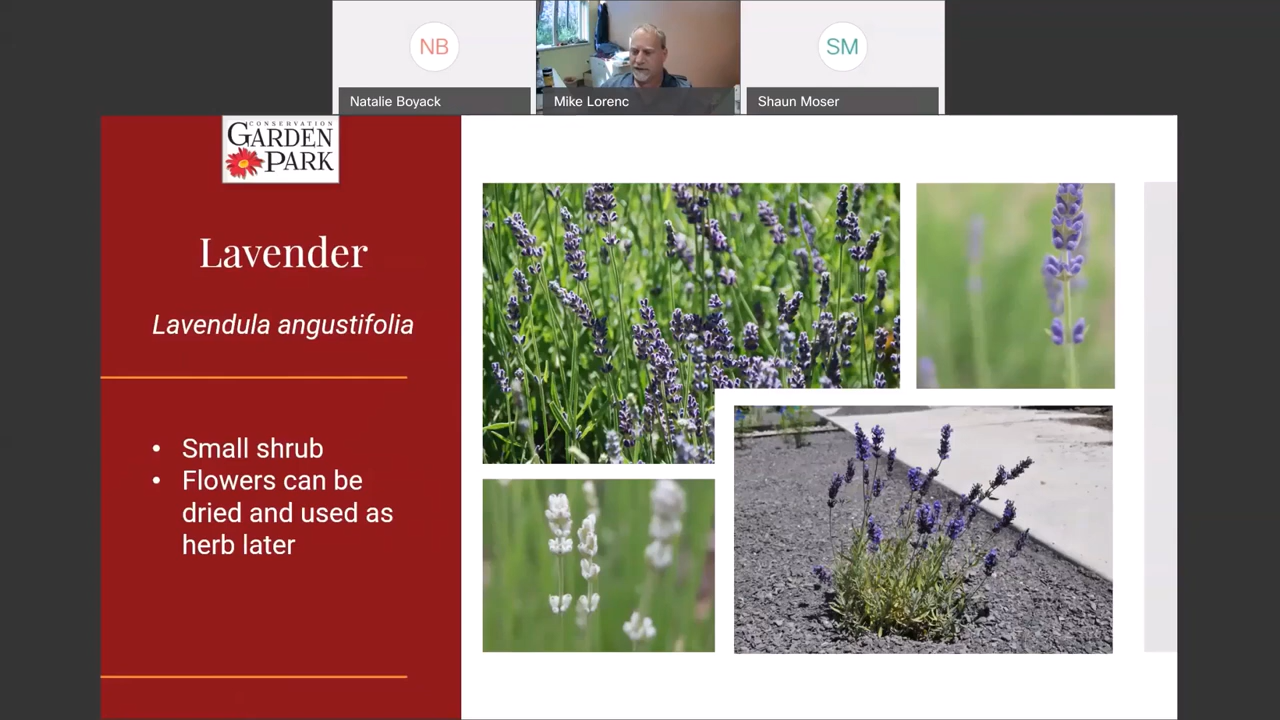 NB
SM
Natalie Boyack
Mike Lorenc
Shaun Moser
CONSERVATION
GARDEN
PARK
Lavender
Lavendula angustifolia
• Small shrub
• Flowers can be
dried and used as
herb later